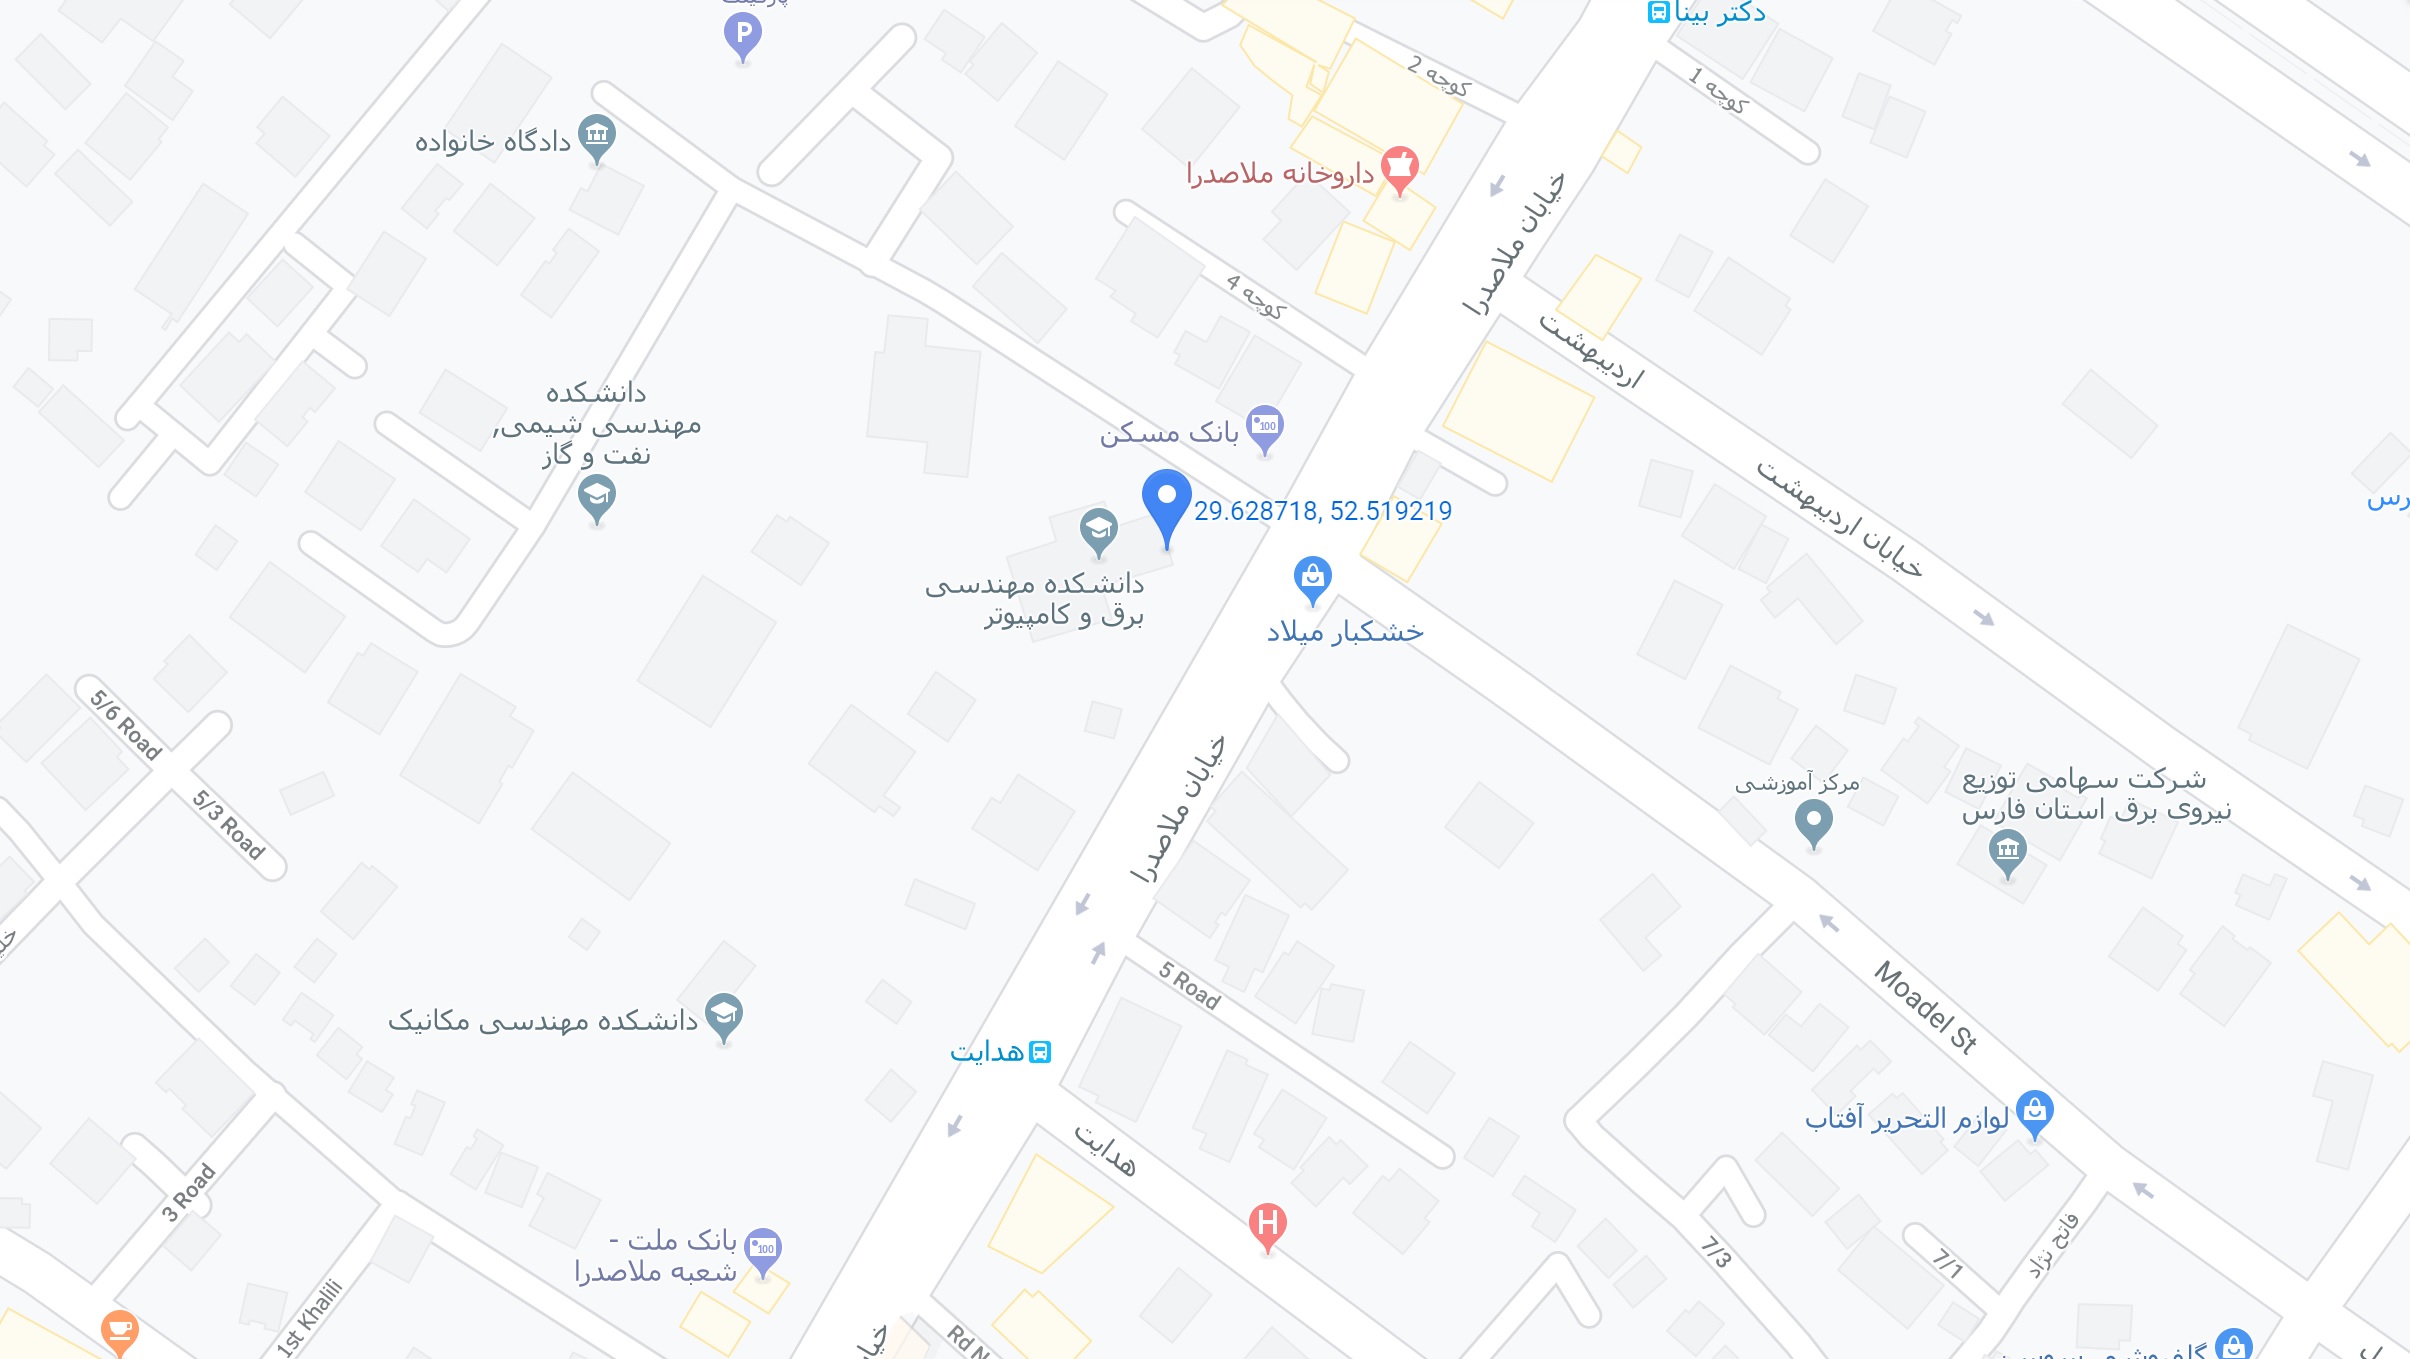 پارکینگ
دکتر بینا
کوچه 2
کوچه 1
دادگاه خانواده
داروخانه ملاصدرا
خیابان ملاصدرا
کوچه 4
اردیبهشت
دانشکده
مهندسی شیمی,
نفت و گاز
بانک مسکن
29.628718, 52.519219
خیابان اردیبهشت
دانشکده مهندسی
برق و کامپیوتر
خشکبار میلاد
5/6 Road
5/3 Road
خیابان ملاصدرا
مرکز آموزشی
شرکت سهامی توزیع
نیروی برق استان فارس
5 Road
Moadel St
دانشکده مهندسی مکانیک
هدایت
لوازم التحریر آفتاب
هدایت
3 Road
بانک ملت -
شعبه ملاصدرا
7/3
7/1
فاتح نژاد
1st Khalili